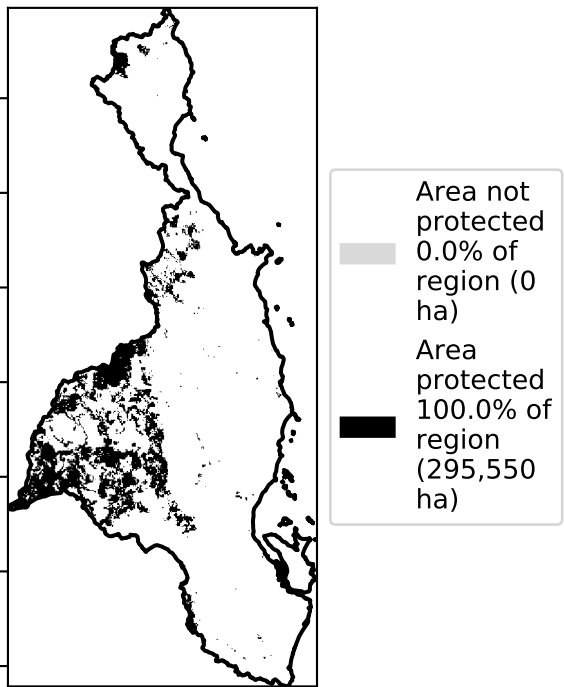 Area not
protected
0.0% of
region (0
ha)
Area
protected
100.0% of
region
(295,550
ha)